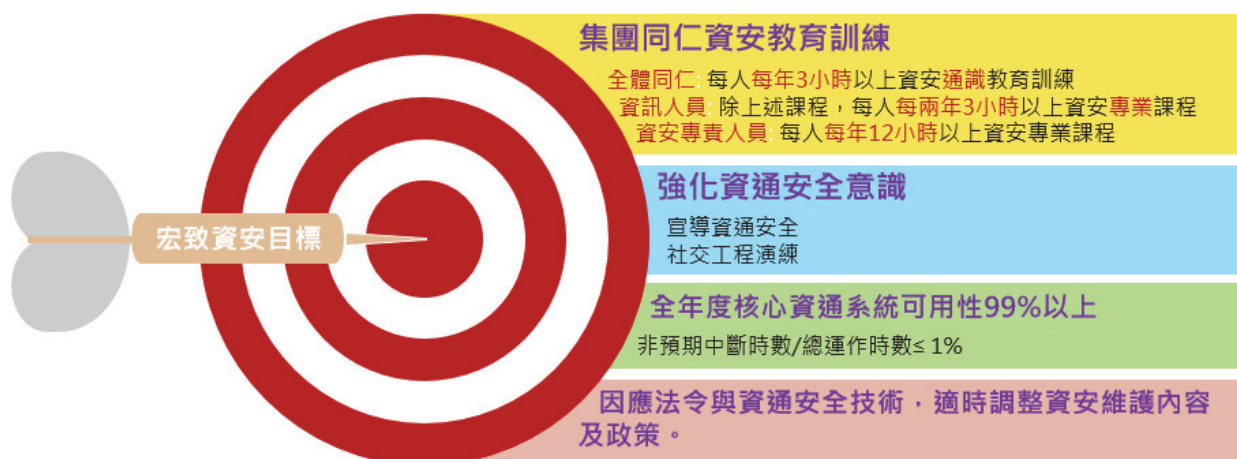 集團同仁資安教育訓練
全體同仁: 每人每年3小時以上資安通識教育訓練
資訊人員: 除上述課程，每人每兩年3小時以上資安專業課程
資安專責人員: 每人每年12小時以上資安專業課程
強化資通安全意識
宣導資通安全
社交工程演練
宏致資安目標
全年度核心資通系統可用性99%以上
非預期中斷時數/總運作時數≤ 1%
因應法令與資通安全技術，適時調整資安維護內容
及政策。